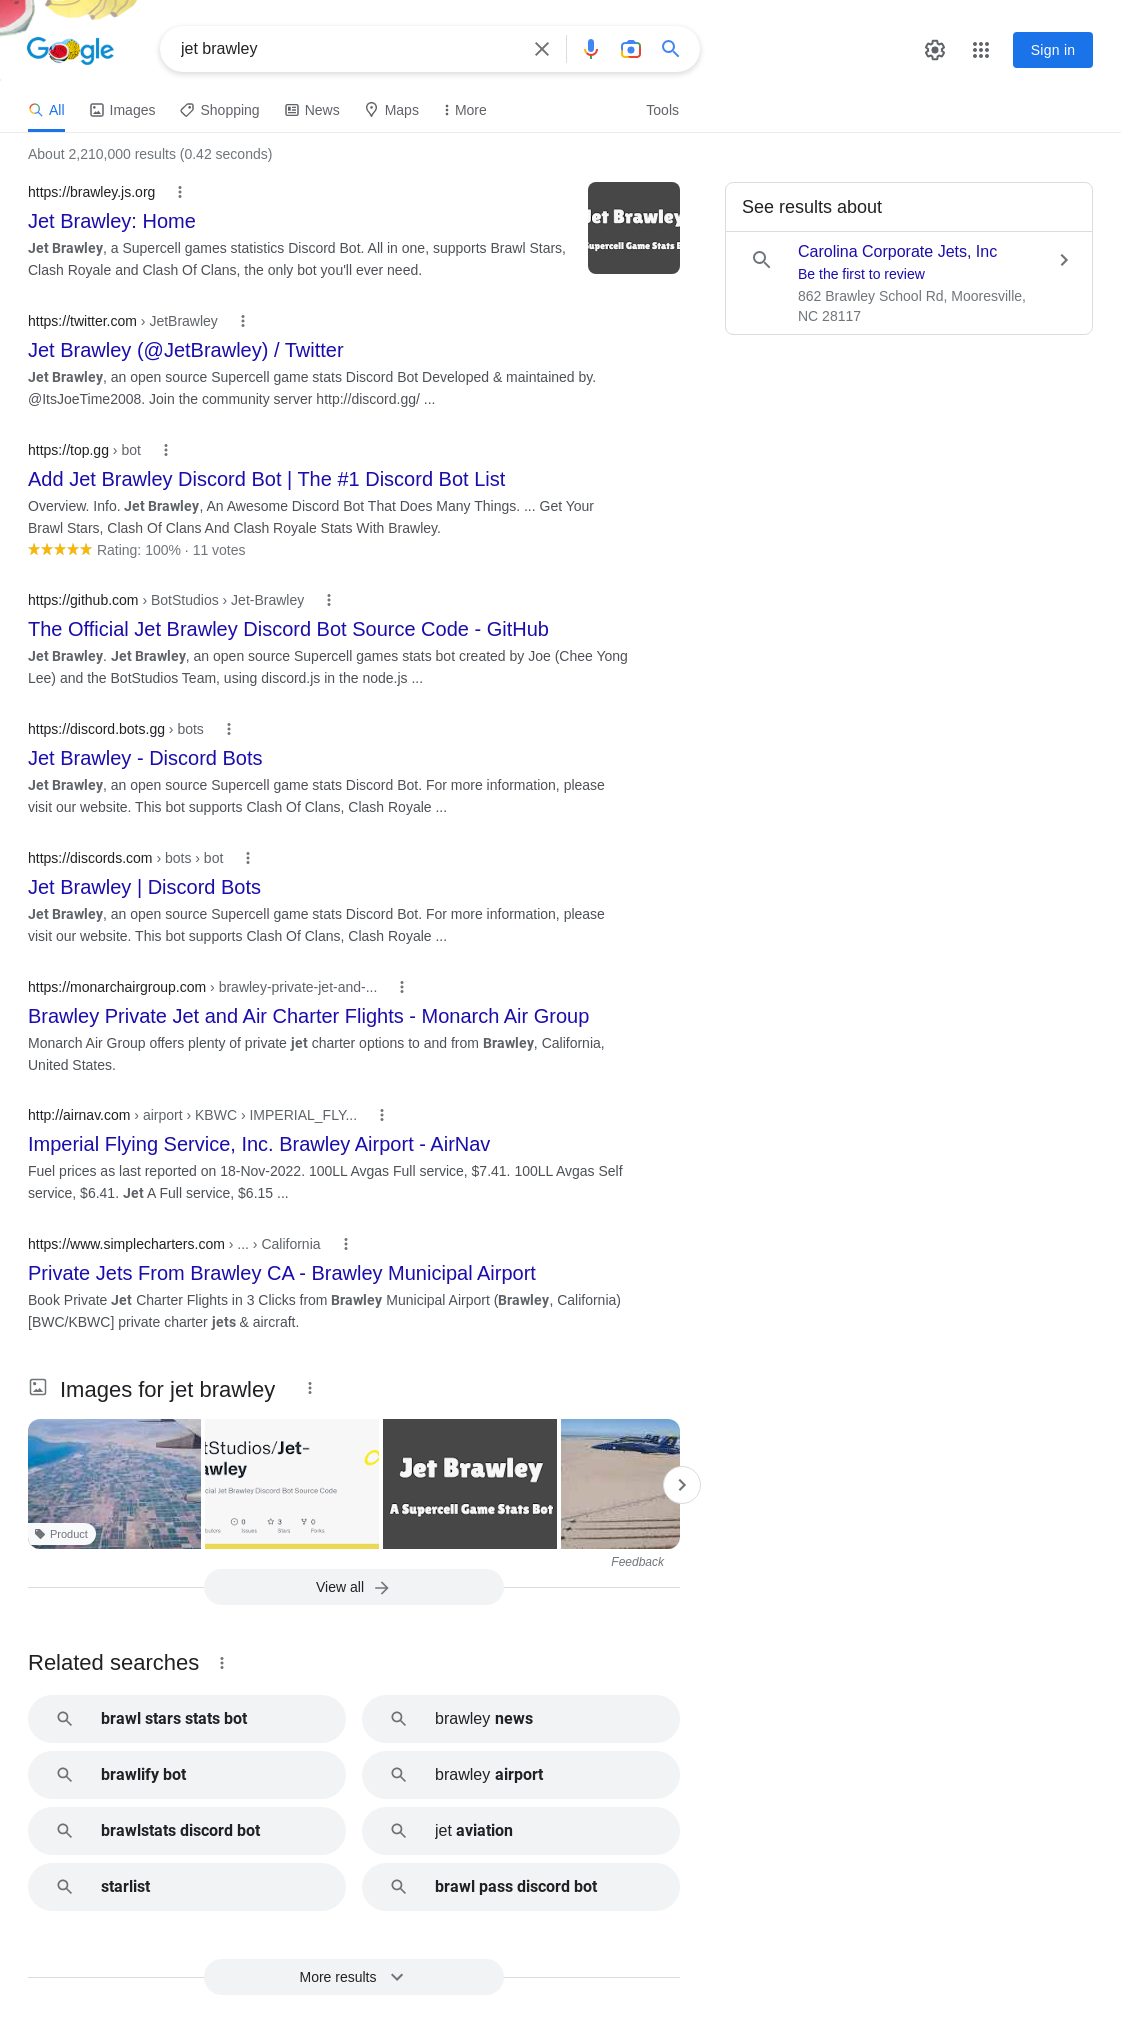 Google
jet brawley
Sign in
All
Images
Shopping
News
Maps
More
Tools
About 2,210,000 results (0.42 seconds)
https://brawley.js.org
Jet Brawley: Home
Jet Brawley, a Supercell games statistics Discord Bot. All in one, supports Brawl Stars,
Clash Royale and Clash Of Clans, the only bot you'll ever need.
Jet Brawley
Supercell Game Stats B
See results about
Carolina Corporate Jets, Inc
Be the first to review
862 Brawley School Rd, Mooresville,
NC 28117
https://twitter.com › JetBrawley
Jet Brawley (@JetBrawley) / Twitter
Jet Brawley, an open source Supercell game stats Discord Bot Developed & maintained by.
@ItsJoeTime2008. Join the community server http://discord.gg/ ...
https://top.gg › bot
Add Jet Brawley Discord Bot | The #1 Discord Bot List
Overview. Info. Jet Brawley, An Awesome Discord Bot That Does Many Things. ... Get Your
Brawl Stars, Clash Of Clans And Clash Royale Stats With Brawley.
Rating: 100% · 11 votes
https://github.com › BotStudios › Jet-Brawley
The Official Jet Brawley Discord Bot Source Code - GitHub
Jet Brawley. Jet Brawley, an open source Supercell games stats bot created by Joe (Chee Yong
Lee) and the BotStudios Team, using discord.js in the node.js ...
https://discord.bots.gg › bots
Jet Brawley - Discord Bots
Jet Brawley, an open source Supercell game stats Discord Bot. For more information, please
visit our website. This bot supports Clash Of Clans, Clash Royale ...
https://discords.com › bots › bot
Jet Brawley | Discord Bots
Jet Brawley, an open source Supercell game stats Discord Bot. For more information, please
visit our website. This bot supports Clash Of Clans, Clash Royale ...
https://monarchairgroup.com › brawley-private-jet-and-...
Brawley Private Jet and Air Charter Flights - Monarch Air Group
Monarch Air Group offers plenty of private jet charter options to and from Brawley, California,
United States.
http://airnav.com › airport › KBWC › IMPERIAL_FLY...
Imperial Flying Service, Inc. Brawley Airport - AirNav
Fuel prices as last reported on 18-Nov-2022. 100LL Avgas Full service, $7.41. 100LL Avgas Self
service, $6.41. Jet A Full service, $6.15 ...
https://www.simplecharters.com › ... › California
Private Jets From Brawley CA - Brawley Municipal Airport
Book Private Jet Charter Flights in 3 Clicks from Brawley Municipal Airport (Brawley, California)
[BWC/KBWC] private charter jets & aircraft.
Images for jet brawley
Product
tStudios/Jet-
awley
cial Jet Brawley Discord Bot Source Code
0 3 0
butors Issues Stars Forks
Jet Brawley
A Supercell Game Stats Bot
Feedback
View all
Related searches
brawl stars stats bot
brawley news
brawlify bot
brawley airport
brawlstats discord bot
jet aviation
starlist
brawl pass discord bot
More results